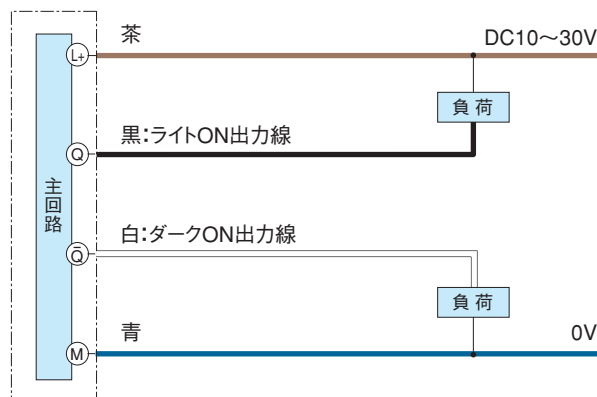 茶
DC10～30V
L+
負荷
黒:ライトON出力線
Q
主回路
白:ダークON出力線
Q̄
負荷
青
0V
M